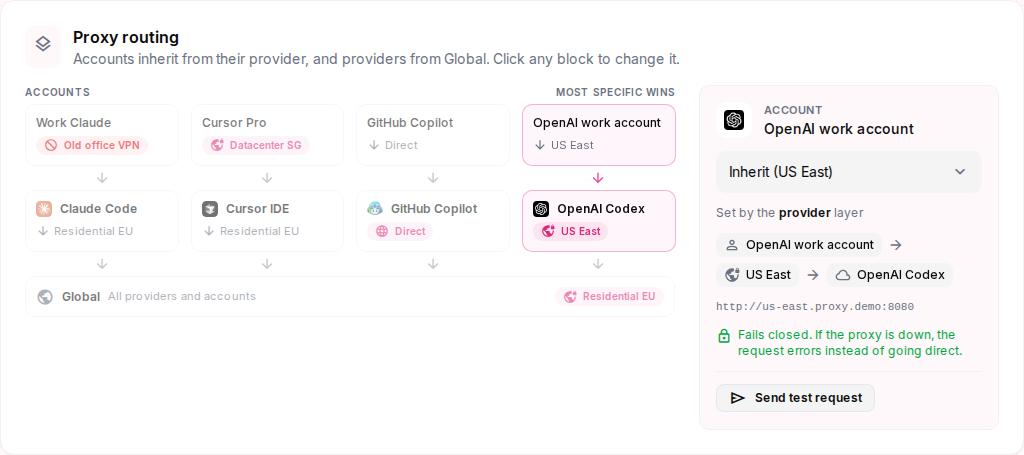 Proxy routing
Accounts inherit from their provider, and providers from Global. Click any block to change it.
ACCOUNTS
MOST SPECIFIC WINS
Work Claude
Old office VPN
Cursor Pro
Datacenter SG
GitHub Copilot
Direct
OpenAI work account
US East
Claude Code
Residential EU
Cursor IDE
Residential EU
GitHub Copilot
Direct
OpenAI Codex
US East
Global All providers and accounts
Residential EU
ACCOUNT
OpenAI work account
Inherit (US East)
Set by the provider layer
OpenAI work account
US East
OpenAI Codex
http://us-east.proxy.demo:8080
Fails closed. If the proxy is down, the
request errors instead of going direct.
Send test request